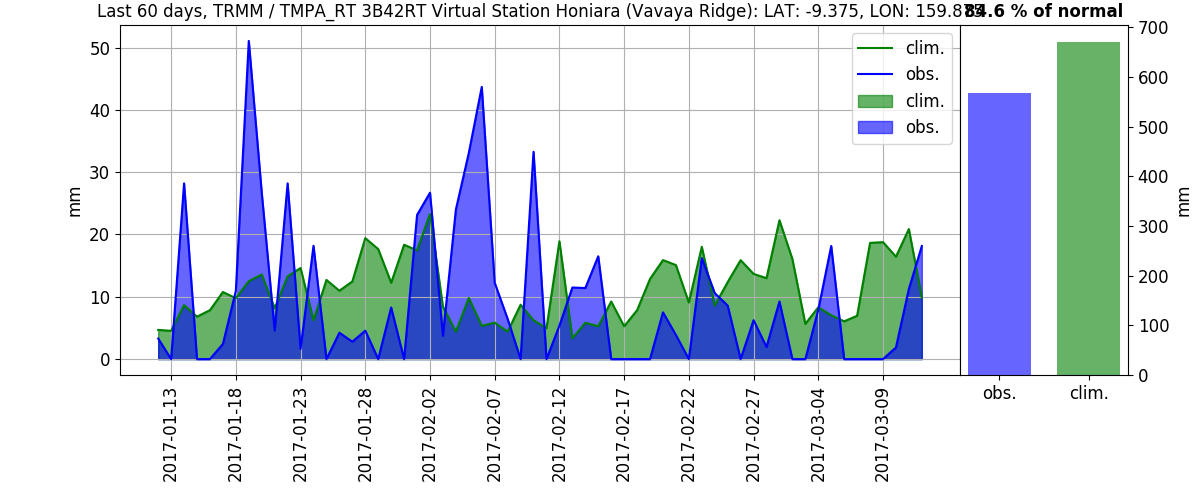 Last 60 days, TRMM / TMPA_RT 3B42RT Virtual Station Honiara (Vavaya Ridge): LAT: -9.375, LON: 159.875
84.6 % of normal
clim.
obs.
clim.
obs.
50
40
30
20
10
0
mm
2017-01-13
2017-01-18
2017-01-23
2017-01-28
2017-02-02
2017-02-07
2017-02-12
2017-02-17
2017-02-22
2017-02-27
2017-03-04
2017-03-09
700
600
500
400
300
200
100
0
mm
obs.
clim.